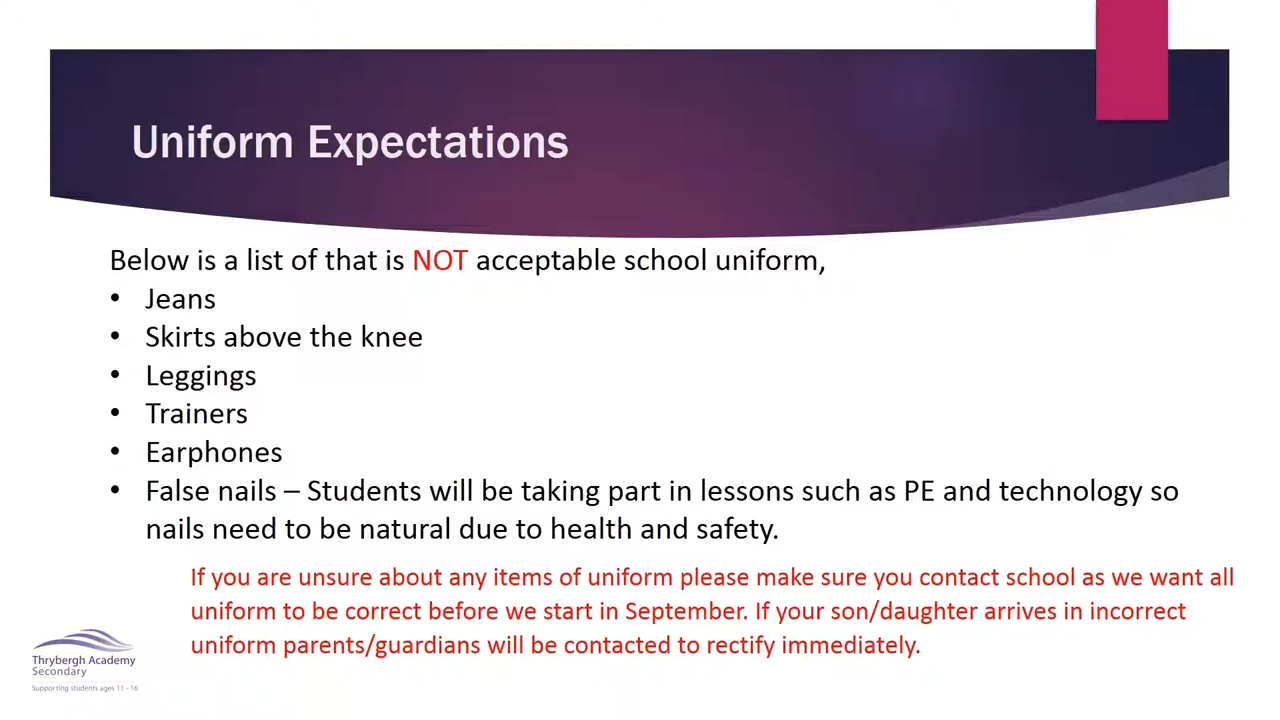 Uniform Expectations
Below is a list of that is NOT acceptable school uniform,
• Jeans
• Skirts above the knee
• Leggings
• Trainers
• Earphones
• False nails – Students will be taking part in lessons such as PE and technology so
nails need to be natural due to health and safety.
If you are unsure about any items of uniform please make sure you contact school as we want all
uniform to be correct before we start in September. If your son/daughter arrives in incorrect
uniform parents/guardians will be contacted to rectify immediately.
Thrybergh Academy
Secondary
Supporting students ages 11 - 16